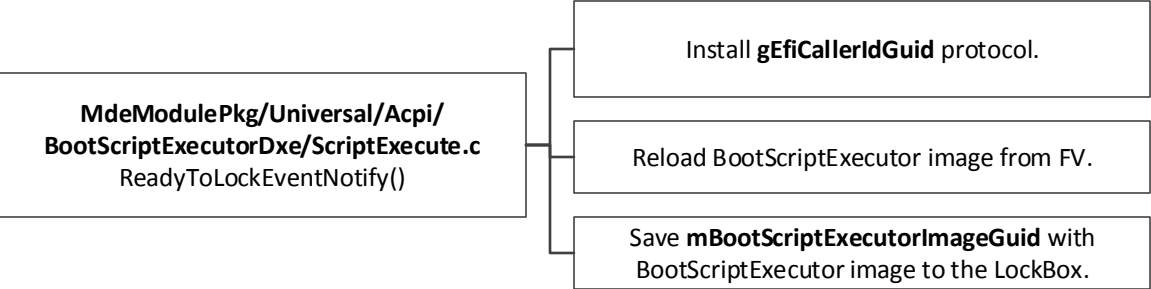 MdeModulePkg/Universal/Acpi/
BootScriptExecutorDxe/ScriptExecute.c
ReadyToLockEventNotify()
Install gEfiCallerIdGuid protocol.
Reload BootScriptExecutor image from FV.
Save mBootScriptExecutorImageGuid with
BootScriptExecutor image to the LockBox.